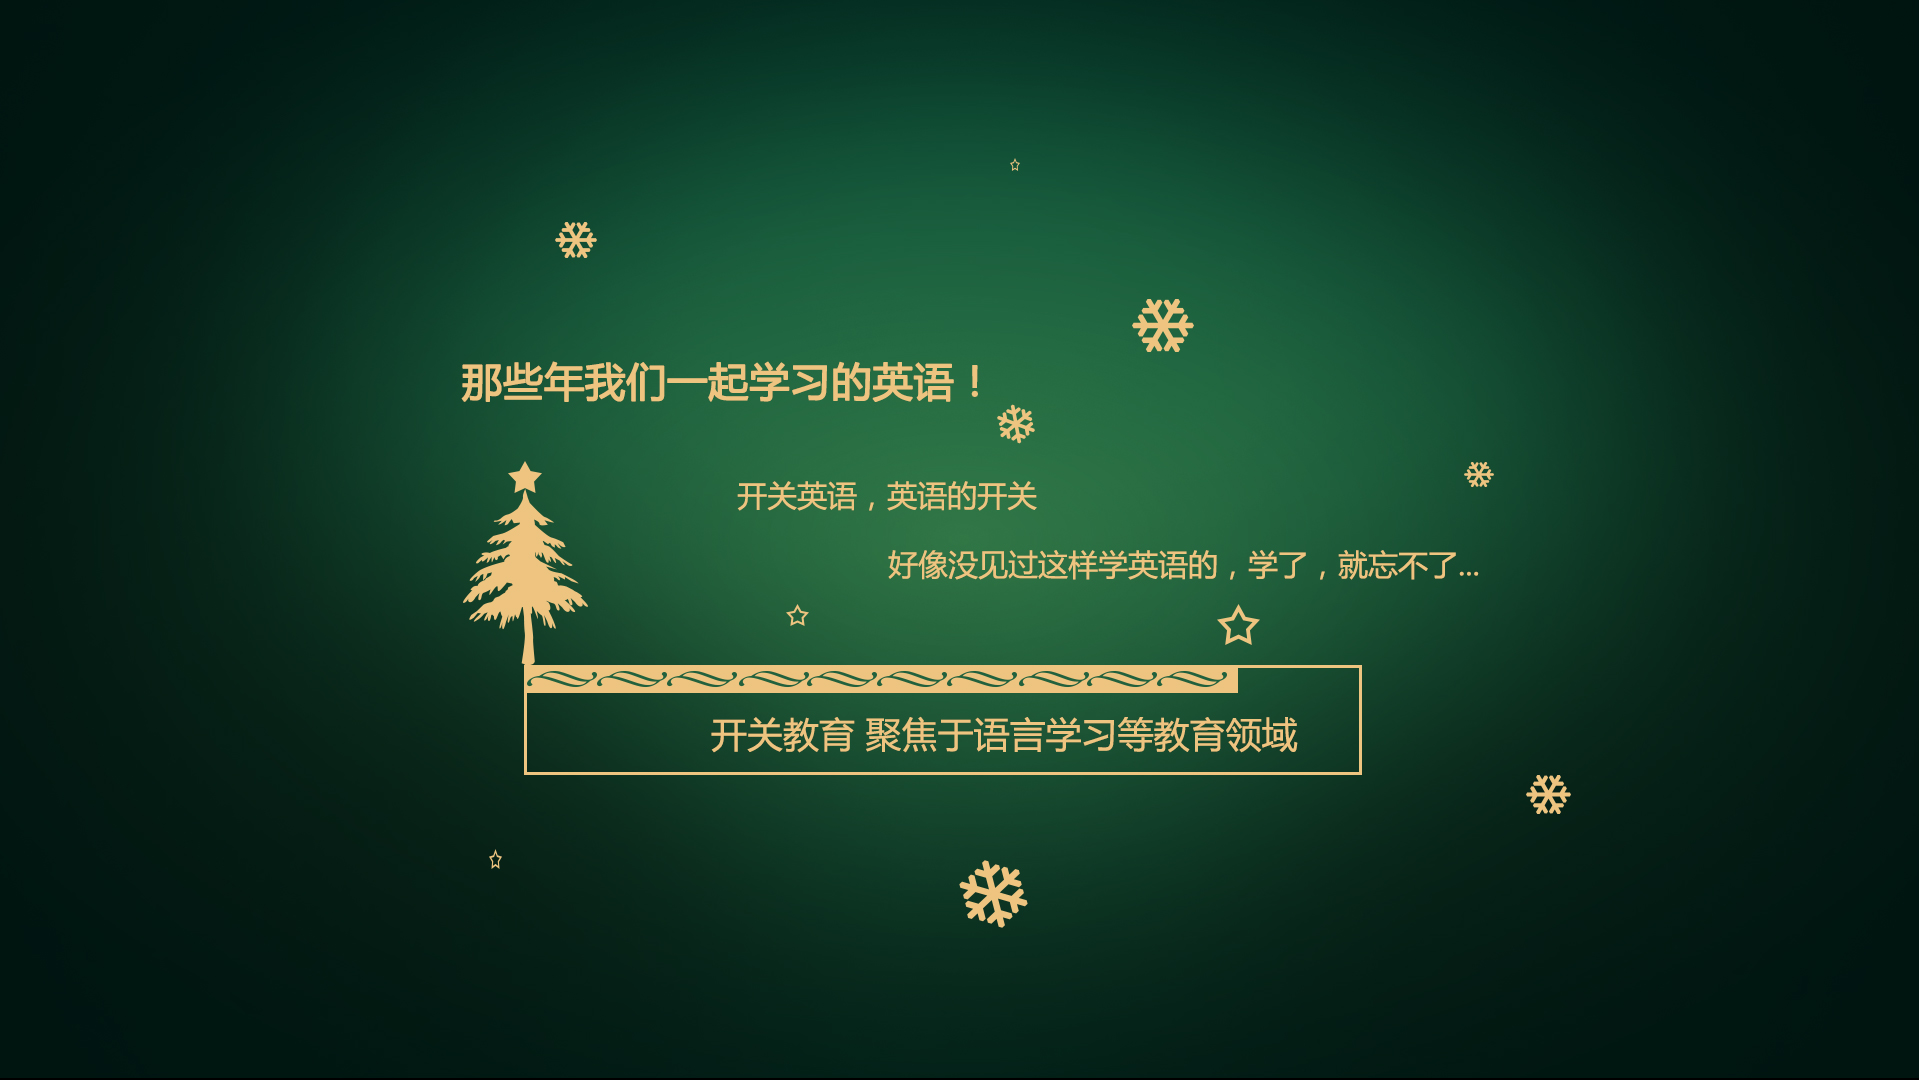 那些年我们一起学习的英语！
开关英语，英语的开关
好像没见过这样学英语的，学了，就忘不了...
开关教育 聚焦于语言学习等教育领域